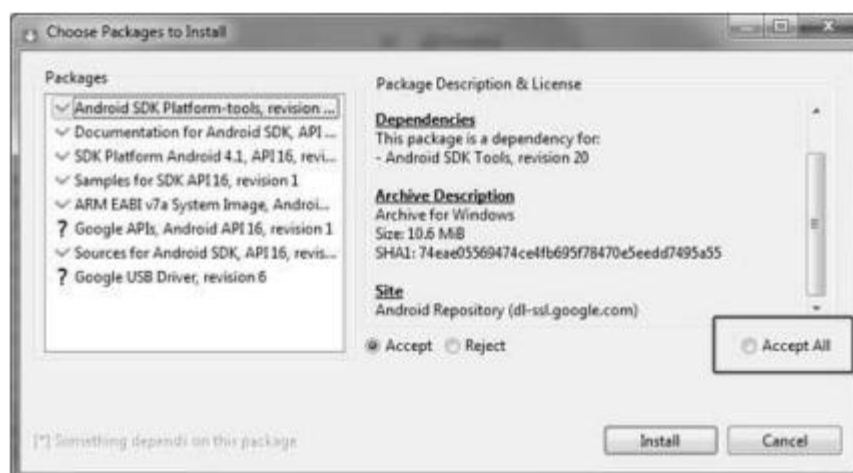 Choose Packages to Install
Packages
Android SDK Platform-tools, revision ...
Documentation for Android SDK, API ...
SDK Platform Android 4.1, API 16, revi...
Samples for SDK API 16, revision 1
ARM EABI v7a System Image, Androi...
? Google APIs, Android API 16, revision 1
Sources for Android SDK, API 16, revis...
? Google USB Driver, revision 6
Package Description & License
Dependencies
This package is a dependency for:
- Android SDK Tools, revision 20
Archive Description
Archive for Windows
Size: 10.6 MiB
SHA1: 74eae05569474ce4fb695f78470e5eedd7495a55
Site
Android Repository (dl-ssl.google.com)
Accept Reject Accept All
[*] Something depends on this package
Install Cancel